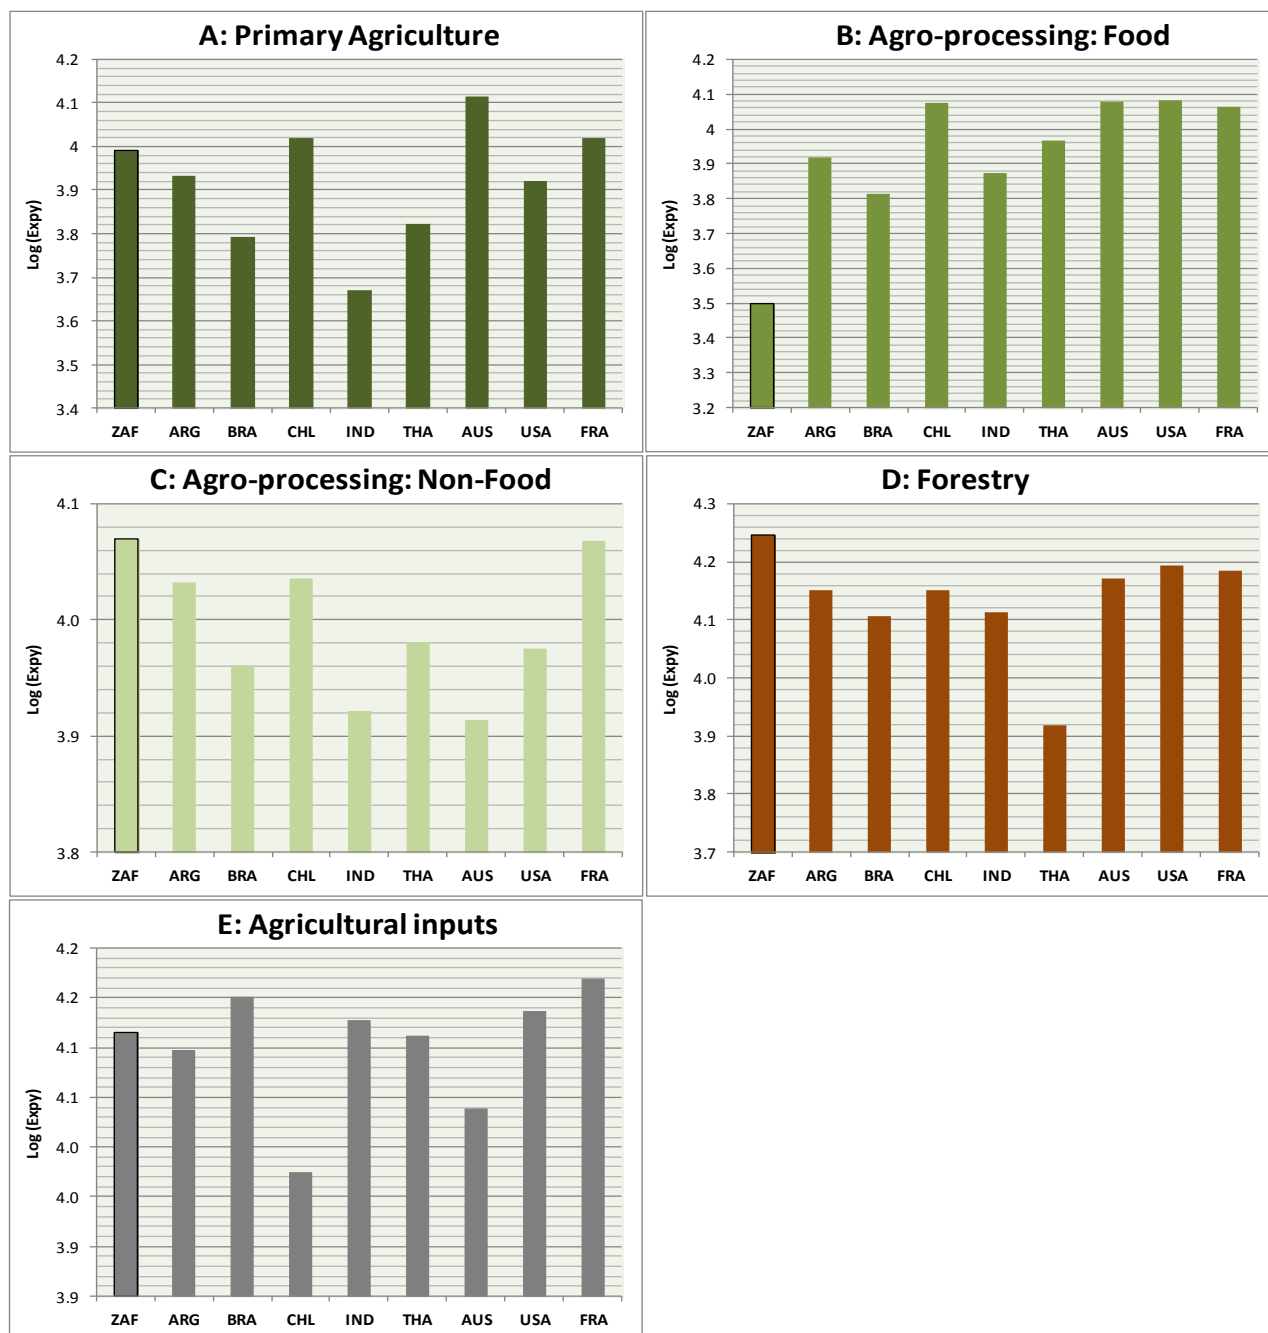 A: Primary Agriculture
Log (Expy)
4.2
4.1
4
3.9
3.8
3.7
3.6
3.5
3.4
ZAF ARG BRA CHL IND THA AUS USA FRA
B: Agro-processing: Food
Log (Expy)
4.2
4.1
4
3.9
3.8
3.7
3.6
3.5
3.4
3.3
3.2
ZAF ARG BRA CHL IND THA AUS USA FRA
C: Agro-processing: Non-Food
Log (Expy)
4.1
4.0
3.9
3.8
ZAF ARG BRA CHL IND THA AUS USA FRA
D: Forestry
Log (Expy)
4.3
4.2
4.1
4.0
3.9
3.8
3.7
ZAF ARG BRA CHL IND THA AUS USA FRA
E: Agricultural inputs
Log (Expy)
4.2
4.2
4.1
4.1
4.0
4.0
3.9
3.9
ZAF ARG BRA CHL IND THA AUS USA FRA